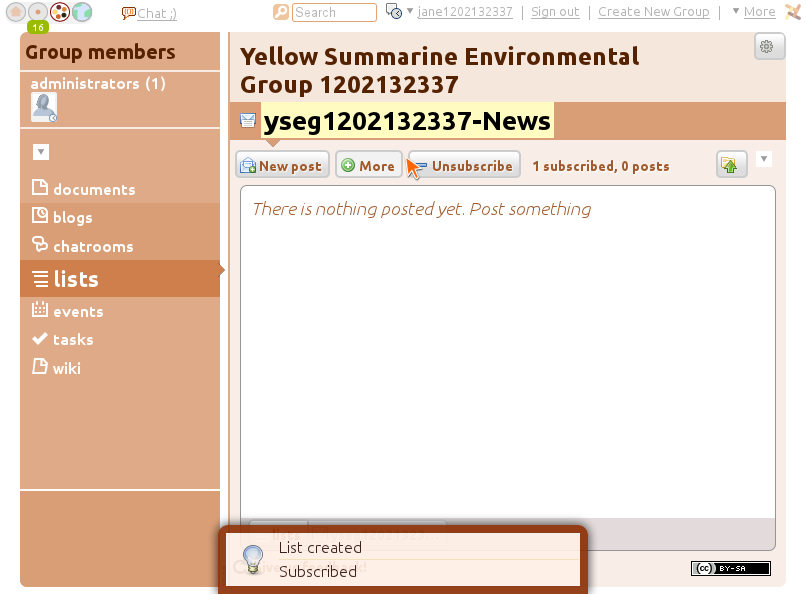 Chat ;)
Search
jane1202132337
Sign out
Create New Group
More
16
Group members
administrators (1)
documents
blogs
chatrooms
lists
events
tasks
wiki
Yellow Summarine Environmental
Group 1202132337
yseg1202132337-News
New post
More
Unsubscribe
1 subscribed, 0 posts
There is nothing posted yet. Post something
lists
List created
Subscribed
(cc) BY-SA